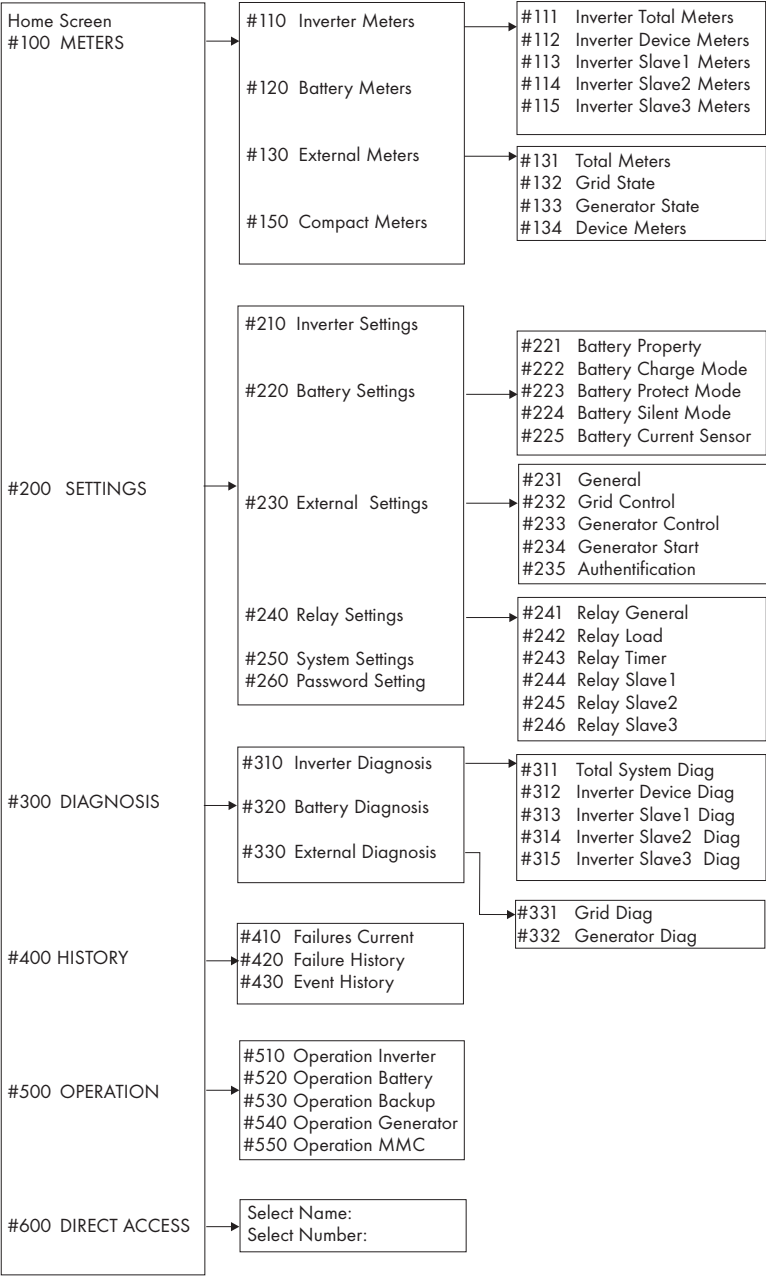 Home Screen
#100 METERS
#110 Inverter Meters
#120 Battery Meters
#130 External Meters
#150 Compact Meters
#111 Inverter Total Meters
#112 Inverter Device Meters
#113 Inverter Slave1 Meters
#114 Inverter Slave2 Meters
#115 Inverter Slave3 Meters
#131 Total Meters
#132 Grid State
#133 Generator State
#134 Device Meters
#200 SETTINGS
#210 Inverter Settings
#220 Battery Settings
#230 External Settings
#240 Relay Settings
#250 System Settings
#260 Password Setting
#221 Battery Property
#222 Battery Charge Mode
#223 Battery Protect Mode
#224 Battery Silent Mode
#225 Battery Current Sensor
#231 General
#232 Grid Control
#233 Generator Control
#234 Generator Start
#235 Authentification
#241 Relay General
#242 Relay Load
#243 Relay Timer
#244 Relay Slave1
#245 Relay Slave2
#246 Relay Slave3
#300 DIAGNOSIS
#310 Inverter Diagnosis
#320 Battery Diagnosis
#330 External Diagnosis
#311 Total System Diag
#312 Inverter Device Diag
#313 Inverter Slave1 Diag
#314 Inverter Slave2 Diag
#315 Inverter Slave3 Diag
#331 Grid Diag
#332 Generator Diag
#400 HISTORY
#410 Failures Current
#420 Failure History
#430 Event History
#500 OPERATION
#510 Operation Inverter
#520 Operation Battery
#530 Operation Backup
#540 Operation Generator
#550 Operation MMC
#600 DIRECT ACCESS
Select Name:
Select Number: